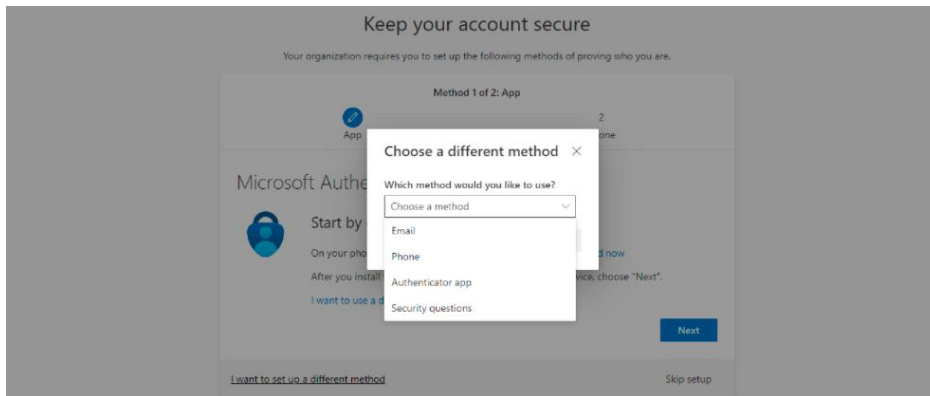 Keep your account secure
Your organization requires you to set up the following methods of proving who you are.
Method 1 of 2: App
2
App
one
Choose a different method
Microsoft Authe
Which method would you like to use?
Choose a method
Start by
Email
On your pho
d now
Phone
After you install
vice, choose "Next".
Authenticator app
I want to use a d
Security questions
Next
I want to set up a different method
Skip setup